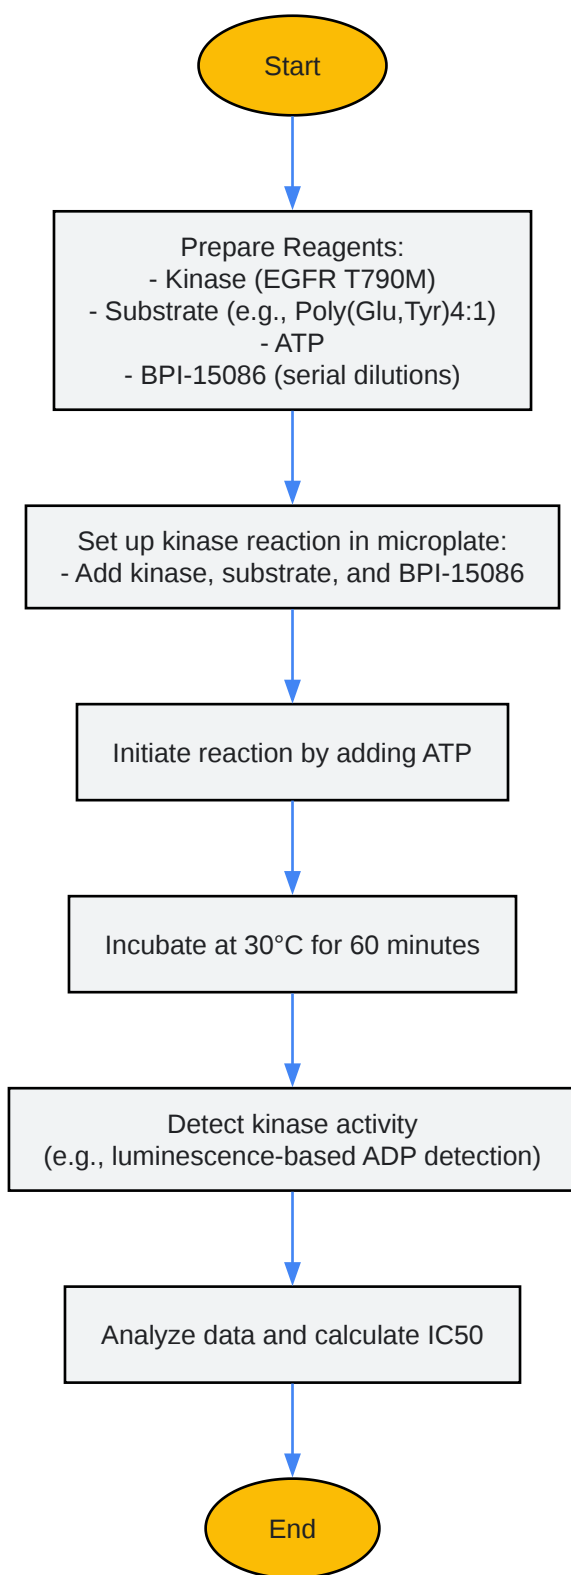 Start
Prepare Reagents:
- Kinase (EGFR T790M)
- Substrate (e.g., Poly(Glu,Tyr)4:1)
- ATP
- BPI-15086 (serial dilutions)
Set up kinase reaction in microplate:
- Add kinase, substrate, and BPI-15086
Initiate reaction by adding ATP
Incubate at 30°C for 60 minutes
Detect kinase activity
(e.g., luminescence-based ADP detection)
Analyze data and calculate IC50
End